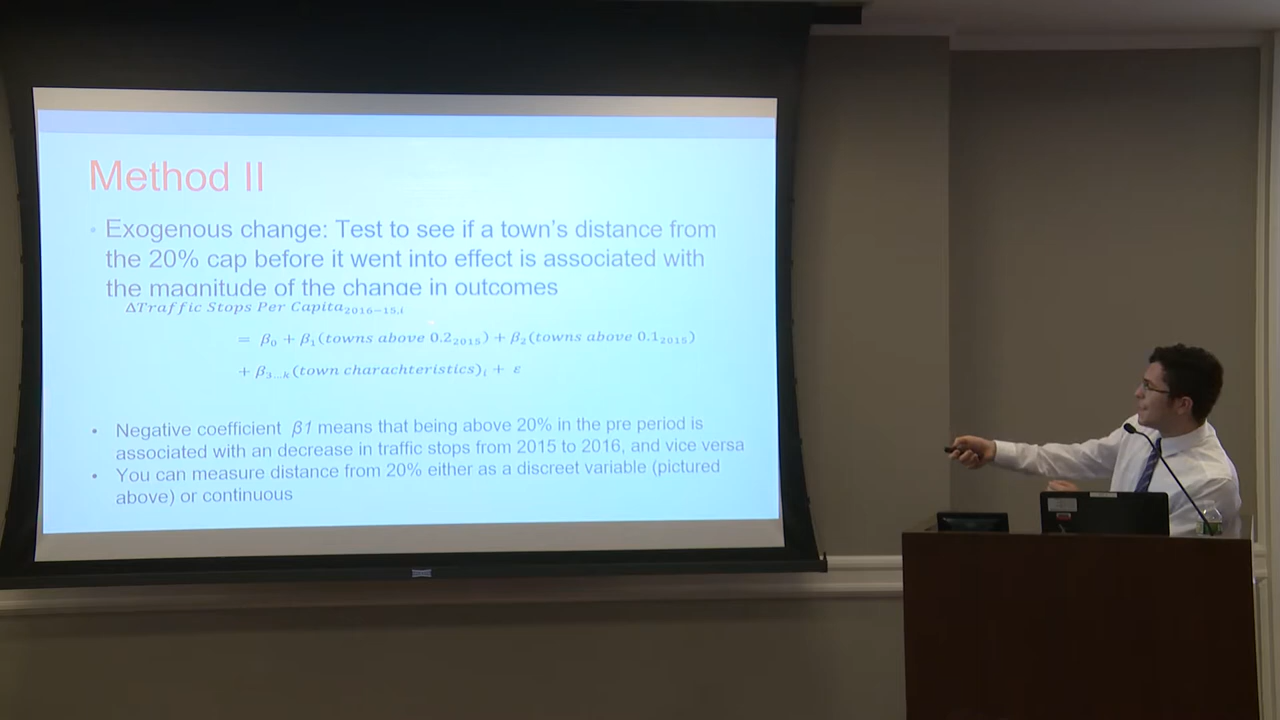 Method II
Exogenous change: Test to see if a town's distance from
the 20% cap before it went into effect is associated with
the magnitude of the change in outcomes
ΔTraffic Stops Per Capita₂₀₁₆₋₁₅,ᵢ
= β₀ + β₁(towns above 0.2₂₀₁₅) + β₂(towns above 0.1₂₀₁₅)
+ β₃…ₖ(town charachteristics)ᵢ + ε
• Negative coefficient β1 means that being above 20% in the pre period is
associated with an decrease in traffic stops from 2015 to 2016, and vice versa
• You can measure distance from 20% either as a discreet variable (pictured
above) or continuous